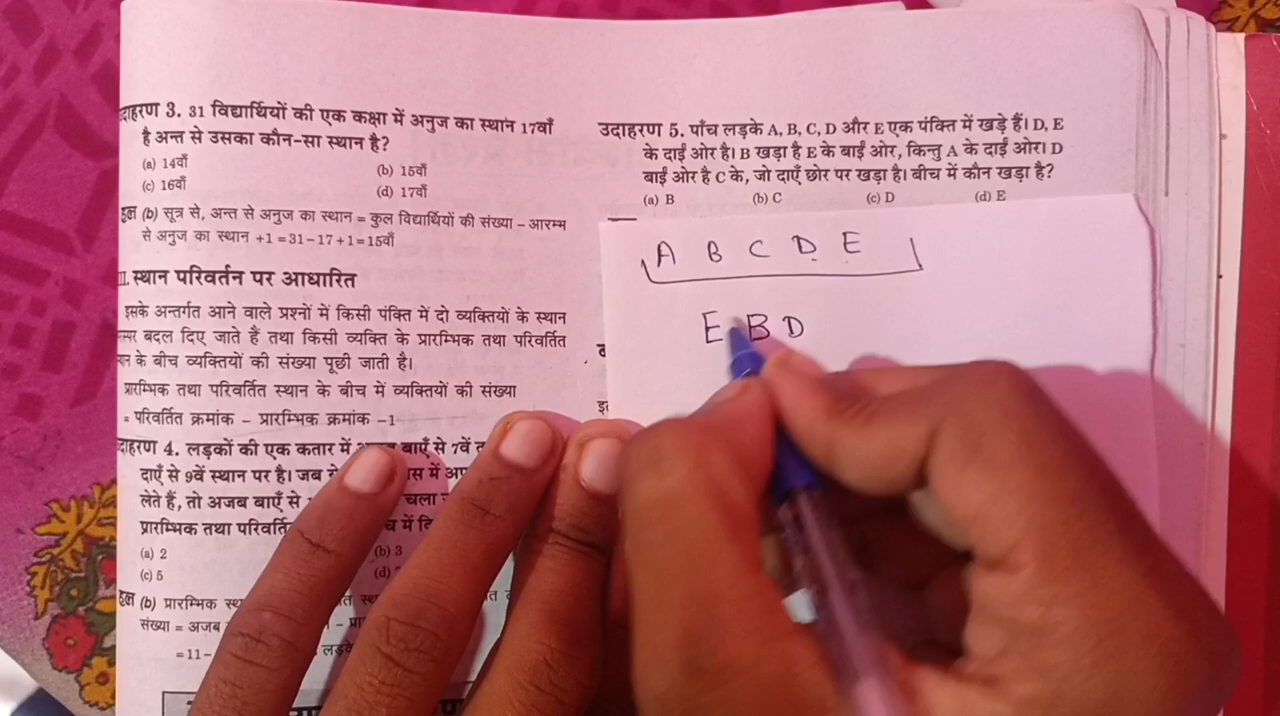 उदाहरण 3. 31 विद्यार्थियों की एक कक्षा में अनुज का स्थान 17वाँ
है अन्त से उसका कौन-सा स्थान है?
(a) 14वाँ
(b) 15वाँ
(c) 16वाँ
(d) 17वाँ
हल (b) सूत्र से, अन्त से अनुज का स्थान = कुल विद्यार्थियों की संख्या – आरम्भ
से अनुज का स्थान +1 = 31 – 17 + 1 = 15वाँ
II. स्थान परिवर्तन पर आधारित
इसके अन्तर्गत आने वाले प्रश्नों में किसी पंक्ति में दो व्यक्तियों के स्थान
बदल दिए जाते हैं तथा किसी व्यक्ति के प्रारम्भिक तथा परिवर्तित
के बीच व्यक्तियों की संख्या पूछी जाती है।
प्रारम्भिक तथा परिवर्तित स्थान के बीच में व्यक्तियों की संख्या
= परिवर्तित क्रमांक – प्रारम्भिक क्रमांक –1
4. लड़कों की एक कतार में बाएँ से 7वें
दाएँ से 9वें स्थान पर है। जब में
लेते हैं, तो अजब बाएँ से चला
प्रारम्भिक तथा में
(a) 2
(b) 3
(c) 5
(d)
हल (b) प्रारम्भिक
संख्या = अजब
= 11 –
उदाहरण 5. पाँच लड़के A, B, C, D और E एक पंक्ति में खड़े हैं। D, E
के दाईं ओर है। B खड़ा है E के बाईं ओर, किन्तु A के दाईं ओर। D
बाईं ओर है C के, जो दाएँ छोर पर खड़ा है। बीच में कौन खड़ा है?
(a) B (b) C (c) D (d) E
A B C D E
E B D